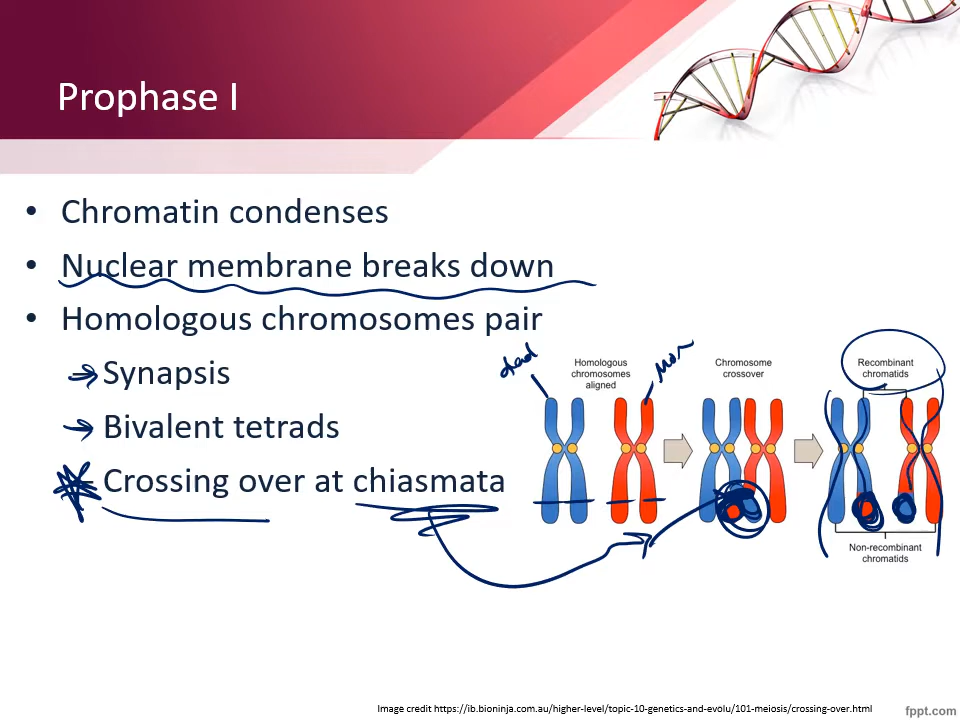 Prophase I
• Chromatin condenses
• Nuclear membrane breaks down
• Homologous chromosomes pair
Synapsis
Bivalent tetrads
Crossing over at chiasmata
dad
Homologous
chromosomes
aligned
mom
Chromosome
crossover
Recombinant
chromatids
Non-recombinant
chromatids
Image credit https://ib.bioninja.com.au/higher-level/topic-10-genetics-and-evolu/101-meiosis/crossing-over.html
fppt.com